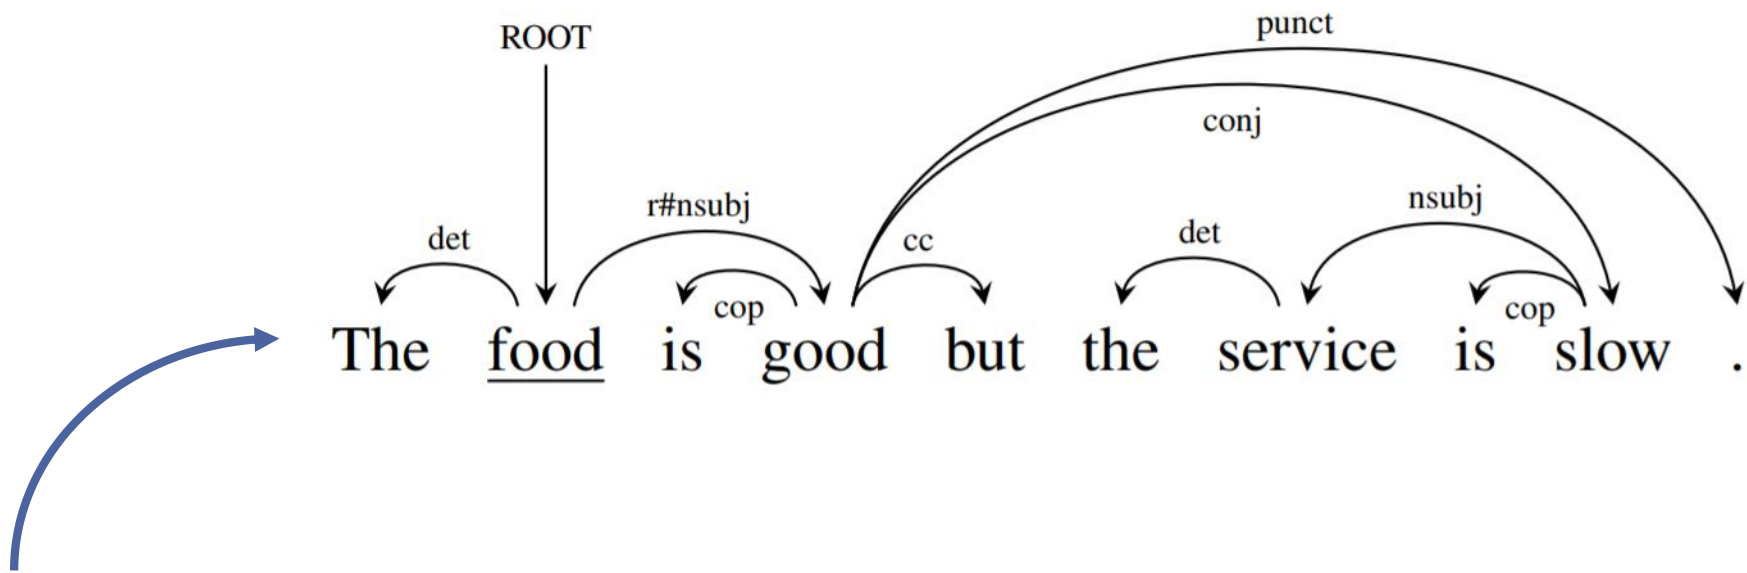 punct
ROOT
conj
r#nsubj
nsubj
det
cc
det
cop
cop
The food is good but the service is slow .